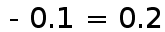 - 0.1 = 0.2